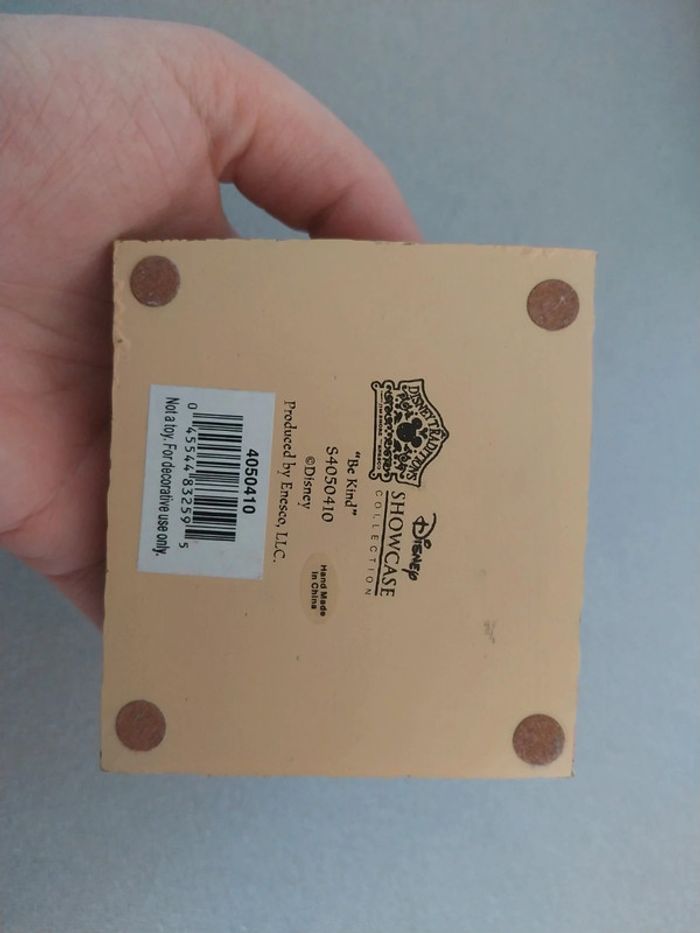 DISNEY TRADITIONS
Disney
SHOWCASE
COLLECTION
"Be Kind"
S4050410
©Disney
Produced by Enesco, LLC.
Hand Made
in China
4050410
0 45544 83259 5
Not a toy. For decorative use only.